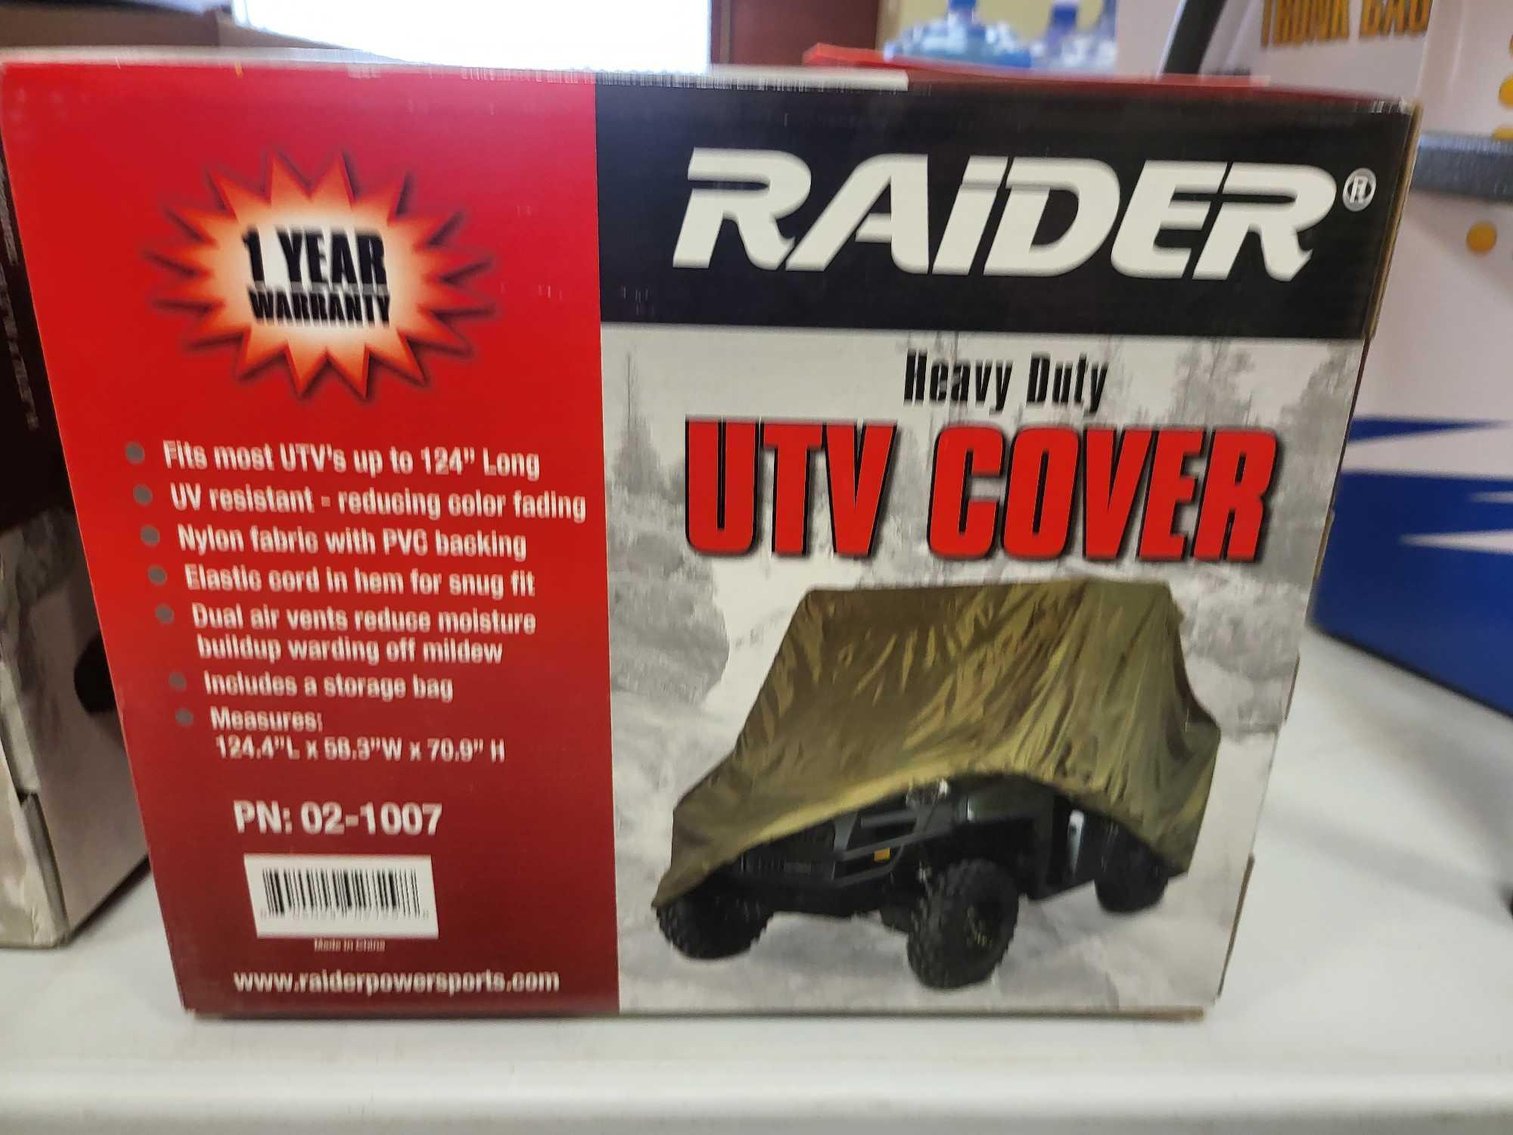 TRUNK BAG
1 YEAR
WARRANTY
Fits most UTV's up to 124" Long
UV resistant - reducing color fading
Nylon fabric with PVC backing
Elastic cord in hem for snug fit
Dual air vents reduce moisture
buildup warding off mildew
Includes a storage bag
Measures:
124.4"L x 58.3"W x 70.9" H
PN: 02-1007
Made in China
www.raiderpowersports.com
RAIDER®
Heavy Duty
UTV COVER